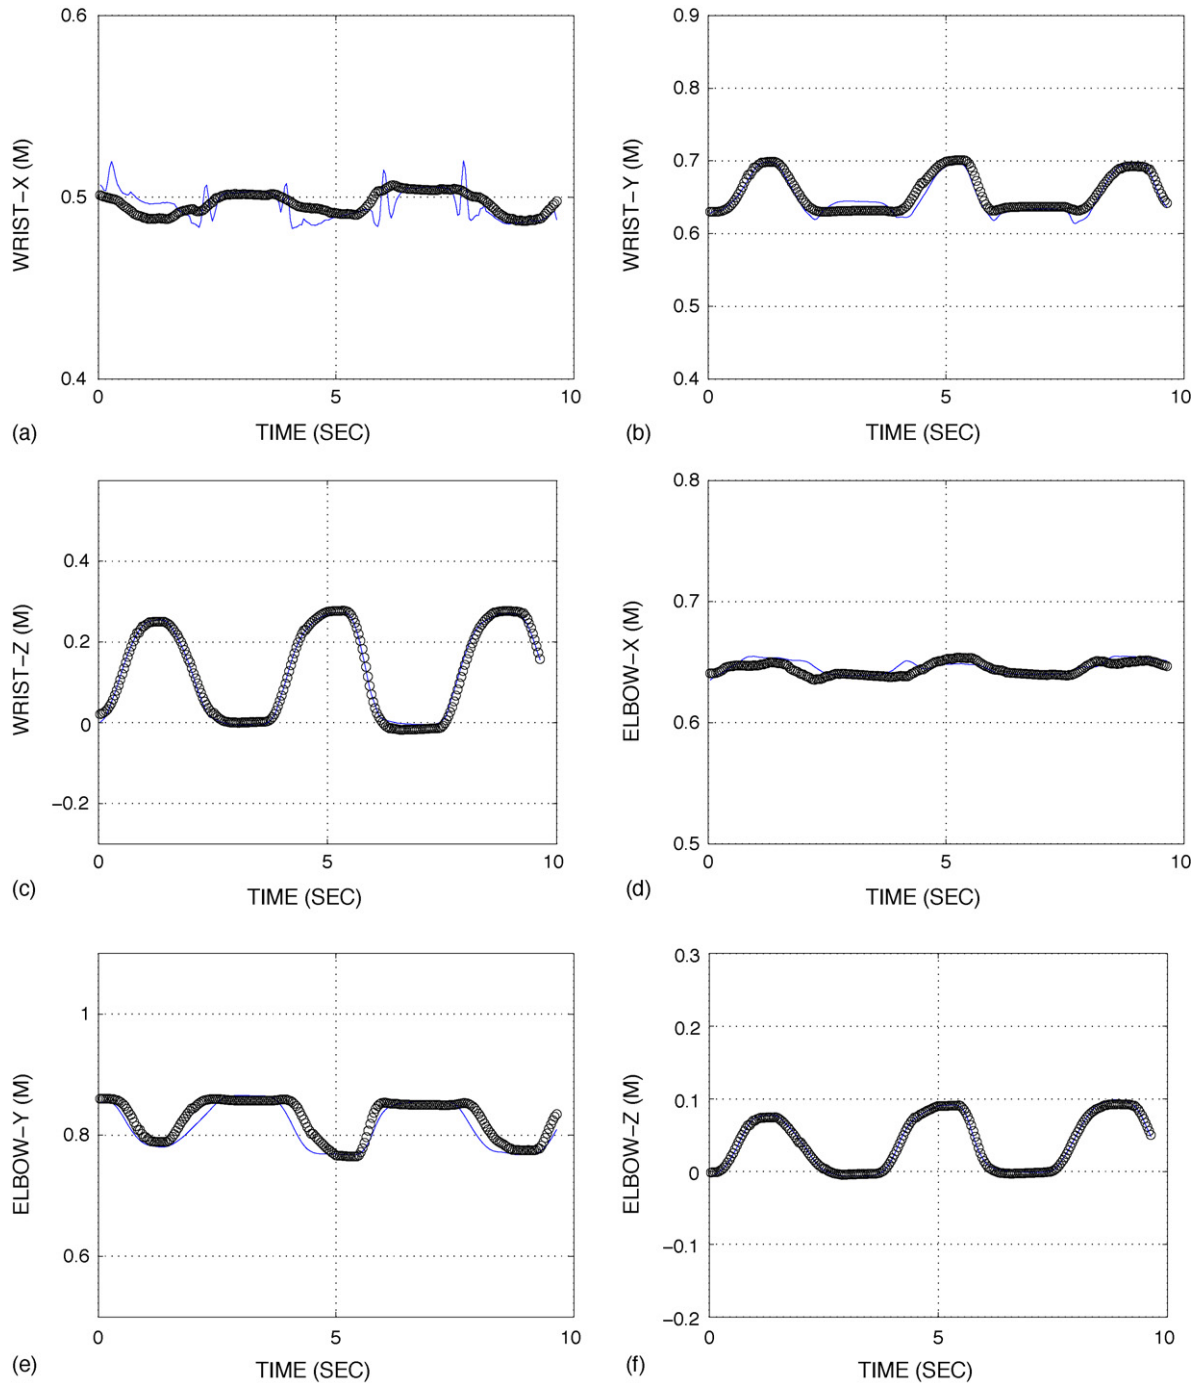 0.6
0.5
0.4
WRIST-X (M)
0
5
10
(a)
TIME (SEC)
0.9
0.8
0.7
0.6
0.5
0.4
WRIST-Y (M)
0
5
10
(b)
TIME (SEC)
0.4
0.2
0
−0.2
WRIST-Z (M)
0
5
10
(c)
TIME (SEC)
0.8
0.7
0.6
0.5
ELBOW-X (M)
0
5
10
(d)
TIME (SEC)
1
0.8
0.6
ELBOW-Y (M)
0
5
10
(e)
TIME (SEC)
0.3
0.2
0.1
0
−0.1
−0.2
ELBOW-Z (M)
0
5
10
(f)
TIME (SEC)